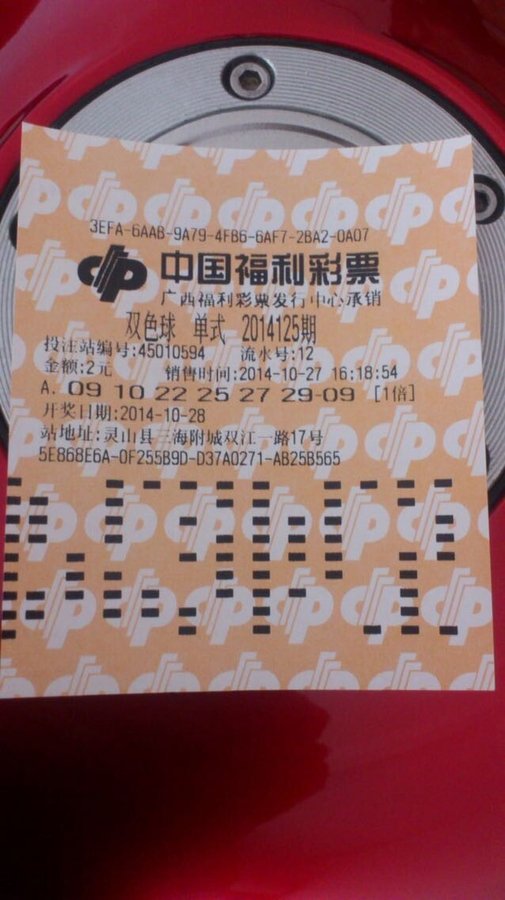 3EFA-6AAB-9A79-4FB6-6AF7-2BA2-0A07
中国福利彩票
广西福利彩票发行中心承销
双色球 单式 2014125期
投注站编号:45010594 流水号:12
金额:2元 销售时间:2014-10-27 16:18:54
A. 09 10 22 25 27 29-09 [1倍]
开奖日期:2014-10-28
站地址:灵山县三海附城双江一路17号
5E868E6A-0F255B9D-D37A0271-AB25B565